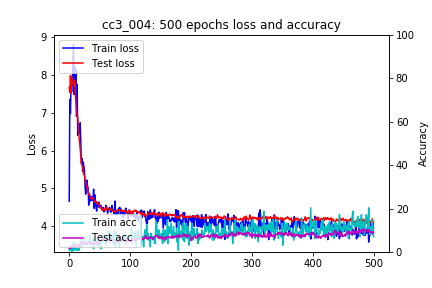 cc3_004: 500 epochs loss and accuracy
9
8
7
6
5
4
Loss
100
80
60
40
20
0
Accuracy
Train loss
Test loss
Train acc
Test acc
0 100 200 300 400 500